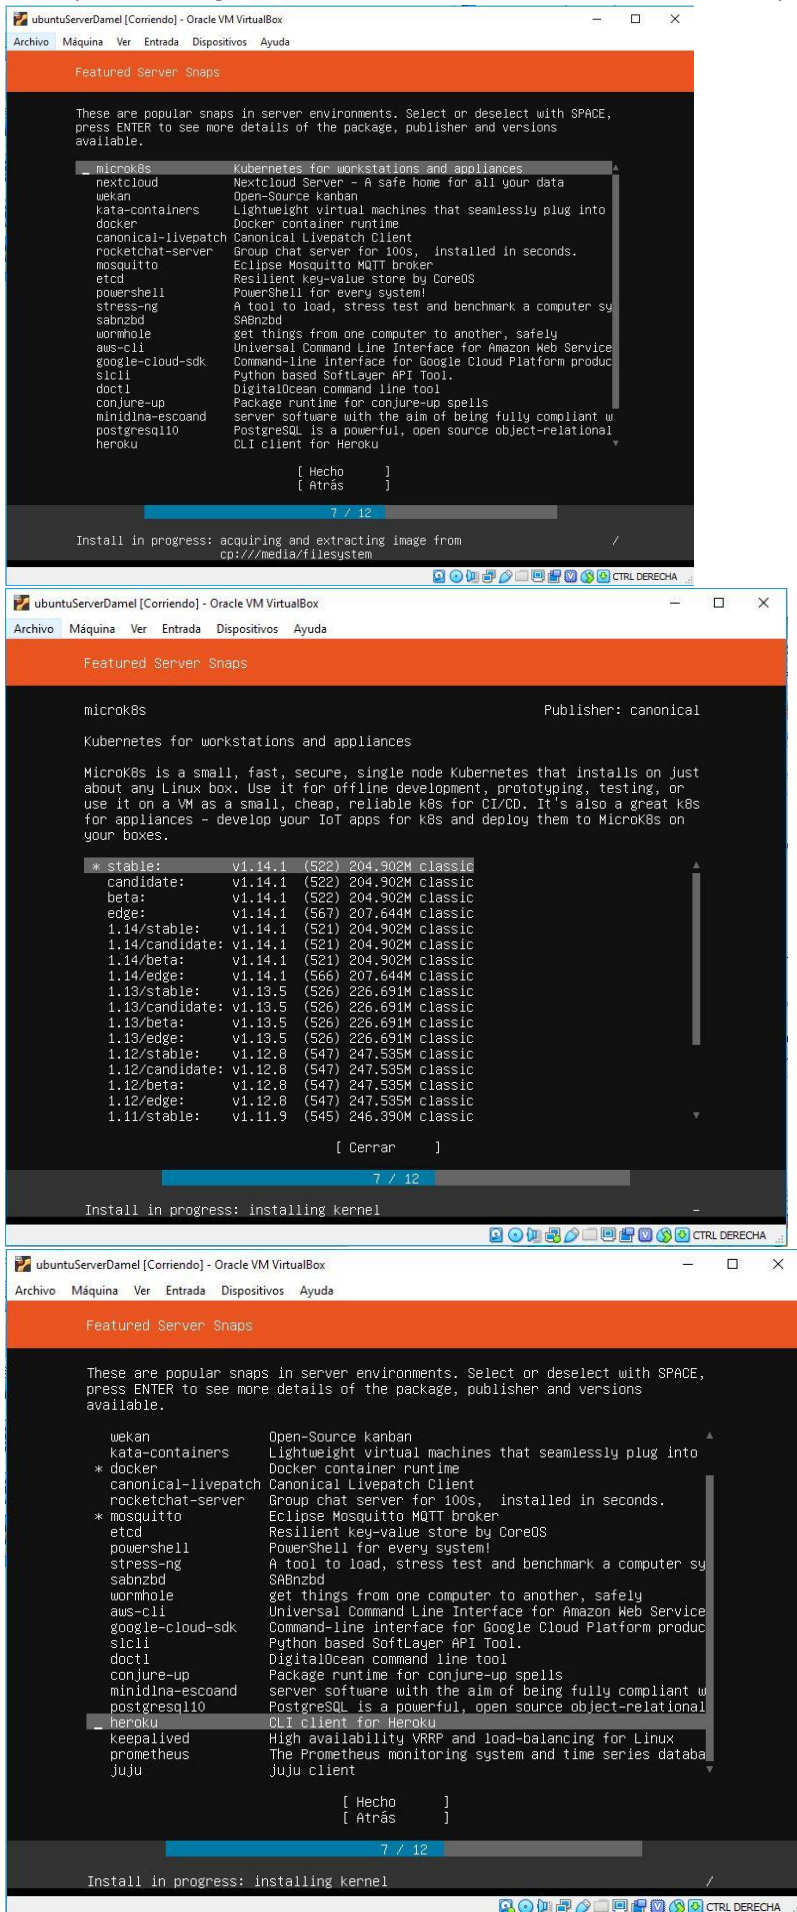 ubuntuServerDamel [Corriendo] - Oracle VM VirtualBox
Archivo Máquina Ver Entrada Dispositivos Ayuda
Featured Server Snaps
These are popular snaps in server environments. Select or deselect with SPACE,
press ENTER to see more details of the package, publisher and versions
available.
microk8s Kubernetes for workstations and appliances
nextcloud Nextcloud Server - A safe home for all your data
wekan Open-Source kanban
kata-containers Lightweight virtual machines that seamlessly plug into
docker Docker container runtime
canonical-livepatch Canonical Livepatch Client
rocketchat-server Group chat server for 100s, installed in seconds.
mosquitto Eclipse Mosquitto MQTT broker
etcd Resilient key-value store by CoreOS
powershell PowerShell for every system!
stress-ng A tool to load, stress test and benchmark a computer sy
sabnzbd SABnzbd
wormhole get things from one computer to another, safely
aws-cli Universal Command Line Interface for Amazon Web Service
google-cloud-sdk Command-line interface for Google Cloud Platform produc
slcli Python based SoftLayer API Tool.
doctl DigitalOcean command line tool
conjure-up Package runtime for conjure-up spells
minidlna-escoand server software with the aim of being fully compliant w
postgresql10 PostgreSQL is a powerful, open source object-relational
heroku CLI client for Heroku
[ Hecho ]
[ Atrás ]
7 / 12
Install in progress: acquiring and extracting image from /
cp:///media/filesystem
CTRL DERECHA
ubuntuServerDamel [Corriendo] - Oracle VM VirtualBox
Archivo Máquina Ver Entrada Dispositivos Ayuda
Featured Server Snaps
microk8s Publisher: canonical
Kubernetes for workstations and appliances
MicroK8s is a small, fast, secure, single node Kubernetes that installs on just
about any Linux box. Use it for offline development, prototyping, testing, or
use it on a VM as a small, cheap, reliable k8s for CI/CD. It's also a great k8s
for appliances - develop your IoT apps for k8s and deploy them to MicroK8s on
your boxes.
* stable: v1.14.1 (522) 204.902M classic
candidate: v1.14.1 (522) 204.902M classic
beta: v1.14.1 (522) 204.902M classic
edge: v1.14.1 (567) 207.644M classic
1.14/stable: v1.14.1 (521) 204.902M classic
1.14/candidate: v1.14.1 (521) 204.902M classic
1.14/beta: v1.14.1 (521) 204.902M classic
1.14/edge: v1.14.1 (566) 207.644M classic
1.13/stable: v1.13.5 (526) 226.691M classic
1.13/candidate: v1.13.5 (526) 226.691M classic
1.13/beta: v1.13.5 (526) 226.691M classic
1.13/edge: v1.13.5 (526) 226.691M classic
1.12/stable: v1.12.8 (547) 247.535M classic
1.12/candidate: v1.12.8 (547) 247.535M classic
1.12/beta: v1.12.8 (547) 247.535M classic
1.12/edge: v1.12.8 (547) 247.535M classic
1.11/stable: v1.11.9 (545) 246.390M classic
[ Cerrar ]
7 / 12
Install in progress: installing kernel -
CTRL DERECHA
ubuntuServerDamel [Corriendo] - Oracle VM VirtualBox
Archivo Máquina Ver Entrada Dispositivos Ayuda
Featured Server Snaps
These are popular snaps in server environments. Select or deselect with SPACE,
press ENTER to see more details of the package, publisher and versions
available.
wekan Open-Source kanban
kata-containers Lightweight virtual machines that seamlessly plug into
* docker Docker container runtime
canonical-livepatch Canonical Livepatch Client
rocketchat-server Group chat server for 100s, installed in seconds.
* mosquitto Eclipse Mosquitto MQTT broker
etcd Resilient key-value store by CoreOS
powershell PowerShell for every system!
stress-ng A tool to load, stress test and benchmark a computer sy
sabnzbd SABnzbd
wormhole get things from one computer to another, safely
aws-cli Universal Command Line Interface for Amazon Web Service
google-cloud-sdk Command-line interface for Google Cloud Platform produc
slcli Python based SoftLayer API Tool.
doctl DigitalOcean command line tool
conjure-up Package runtime for conjure-up spells
minidlna-escoand server software with the aim of being fully compliant w
postgresql10 PostgreSQL is a powerful, open source object-relational
heroku CLI client for Heroku
keepalived High availability VRRP and load-balancing for Linux
prometheus The Prometheus monitoring system and time series databa
juju juju client
[ Hecho ]
[ Atrás ]
7 / 12
Install in progress: installing kernel /
CTRL DERECHA